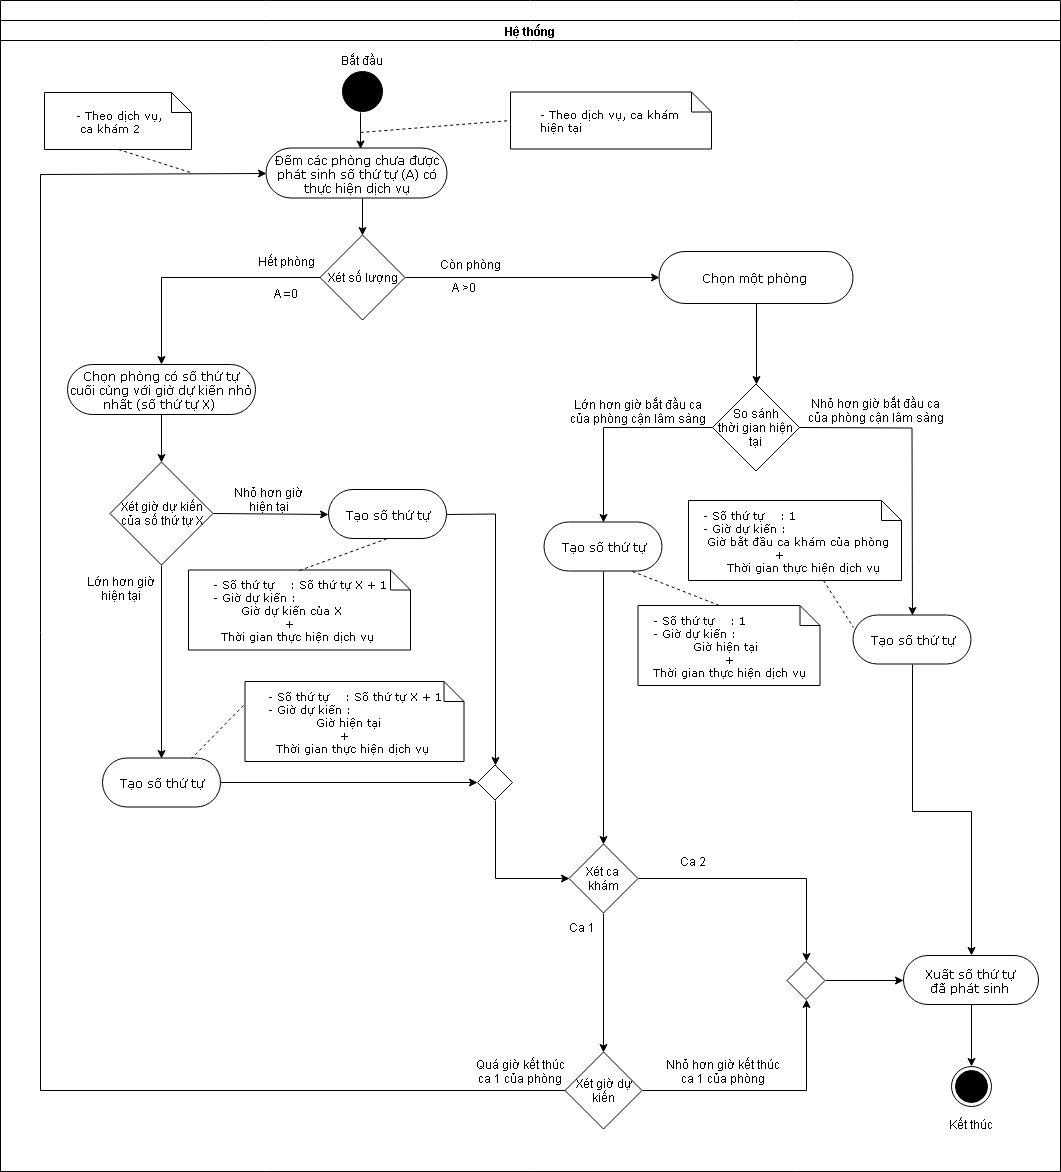 Hệ thống
Bắt đầu
- Theo dịch vụ,
ca khám 2
- Theo dịch vụ, ca khám
hiện tại
Đếm các phòng chưa được
phát sinh số thứ tự (A) có
thực hiện dịch vụ
Hết phòng
A =0
Xét số lượng
Còn phòng
A >0
Chọn một phòng
Chọn phòng có số thứ tự
cuối cùng với giờ dự kiến nhỏ
nhất (số thứ tự X)
Lớn hơn giờ bắt đầu ca
của phòng cận lâm sàng
So sánh
thời gian hiện
tại
Nhỏ hơn giờ bắt đầu ca
của phòng cận lâm sàng
Xét giờ dự kiến
của số thứ tự X
Nhỏ hơn giờ
hiện tại
Tạo số thứ tự
Lớn hơn giờ
hiện tại
- Số thứ tự : Số thứ tự X + 1
- Giờ dự kiến :
Giờ dự kiến của X
+
Thời gian thực hiện dịch vụ
Tạo số thứ tự
- Số thứ tự : 1
- Giờ dự kiến :
Giờ bắt đầu ca khám của phòng
+
Thời gian thực hiện dịch vụ
- Số thứ tự : 1
- Giờ dự kiến :
Giờ hiện tại
+
Thời gian thực hiện dịch vụ
Tạo số thứ tự
- Số thứ tự : Số thứ tự X + 1
- Giờ dự kiến :
Giờ hiện tại
+
Thời gian thực hiện dịch vụ
Tạo số thứ tự
Xét ca
khám
Ca 2
Ca 1
Xuất số thứ tự
đã phát sinh
Quá giờ kết thúc
ca 1 của phòng
Xét giờ dự
kiến
Nhỏ hơn giờ kết thúc
ca 1 của phòng
Kết thúc